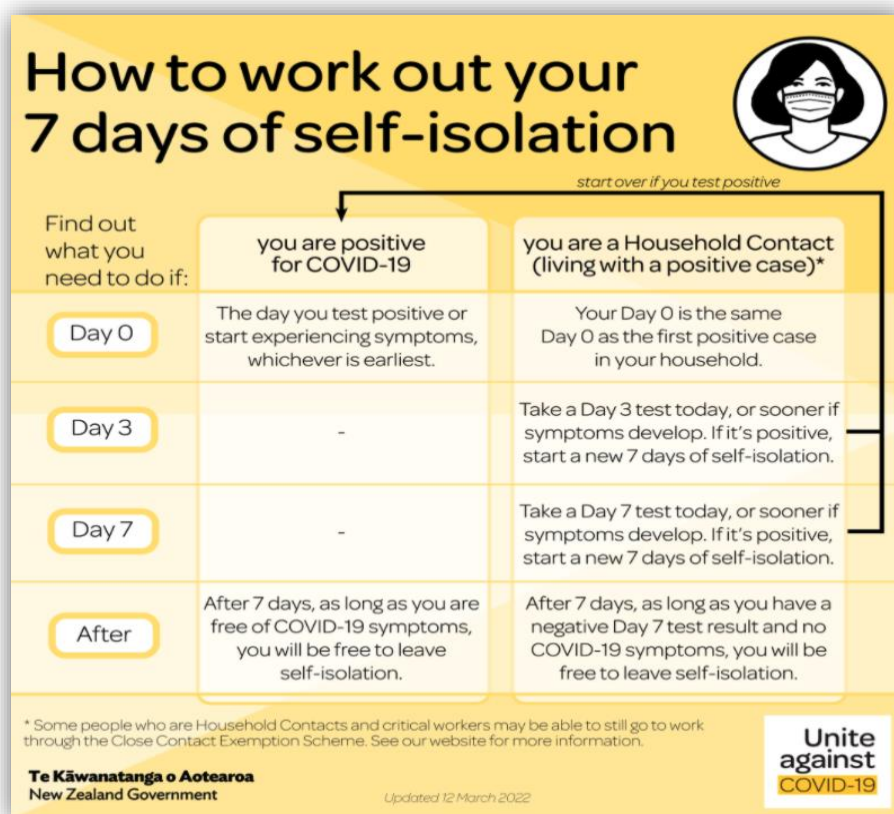 How to work out your
7 days of self-isolation
start over if you test positive
Find out
what you
need to do if:
you are positive
for COVID-19
you are a Household Contact
(living with a positive case)*
Day 0
The day you test positive or
start experiencing symptoms,
whichever is earliest.
Your Day 0 is the same
Day 0 as the first positive case
in your household.
Day 3
-
Take a Day 3 test today, or sooner if
symptoms develop. If it's positive,
start a new 7 days of self-isolation.
Day 7
-
Take a Day 7 test today, or sooner if
symptoms develop. If it's positive,
start a new 7 days of self-isolation.
After
After 7 days, as long as you are
free of COVID-19 symptoms,
you will be free to leave
self-isolation.
After 7 days, as long as you have a
negative Day 7 test result and no
COVID-19 symptoms, you will be
free to leave self-isolation.
* Some people who are Household Contacts and critical workers may be able to still go to work
through the Close Contact Exemption Scheme. See our website for more information.
Te Kāwanatanga o Aotearoa
New Zealand Government
Updated 12 March 2022
Unite
against
COVID-19